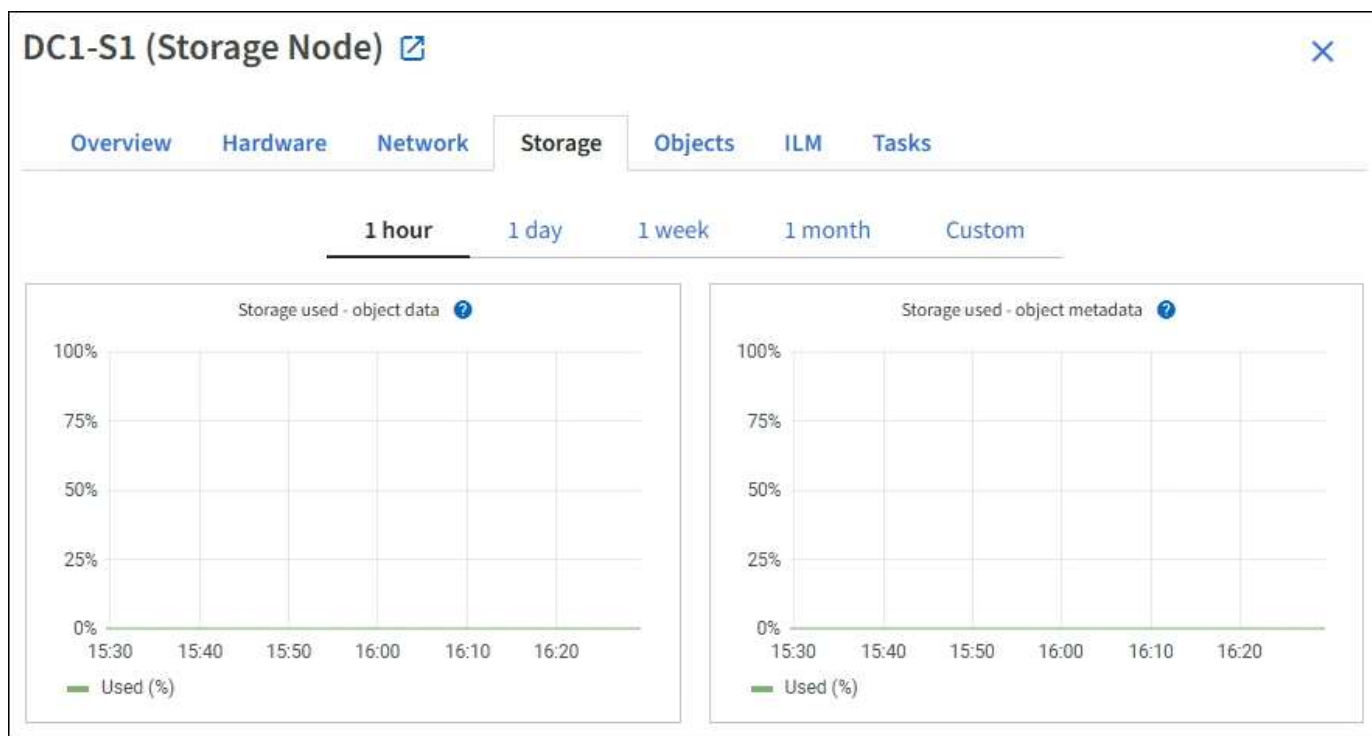 DC1-S1 (Storage Node)
Overview Hardware Network Storage Objects ILM Tasks
1 hour 1 day 1 week 1 month Custom
Storage used - object data ?
100%
75%
50%
25%
0%
15:30 15:40 15:50 16:00 16:10 16:20
Used (%)
Storage used - object metadata ?
100%
75%
50%
25%
0%
15:30 15:40 15:50 16:00 16:10 16:20
Used (%)